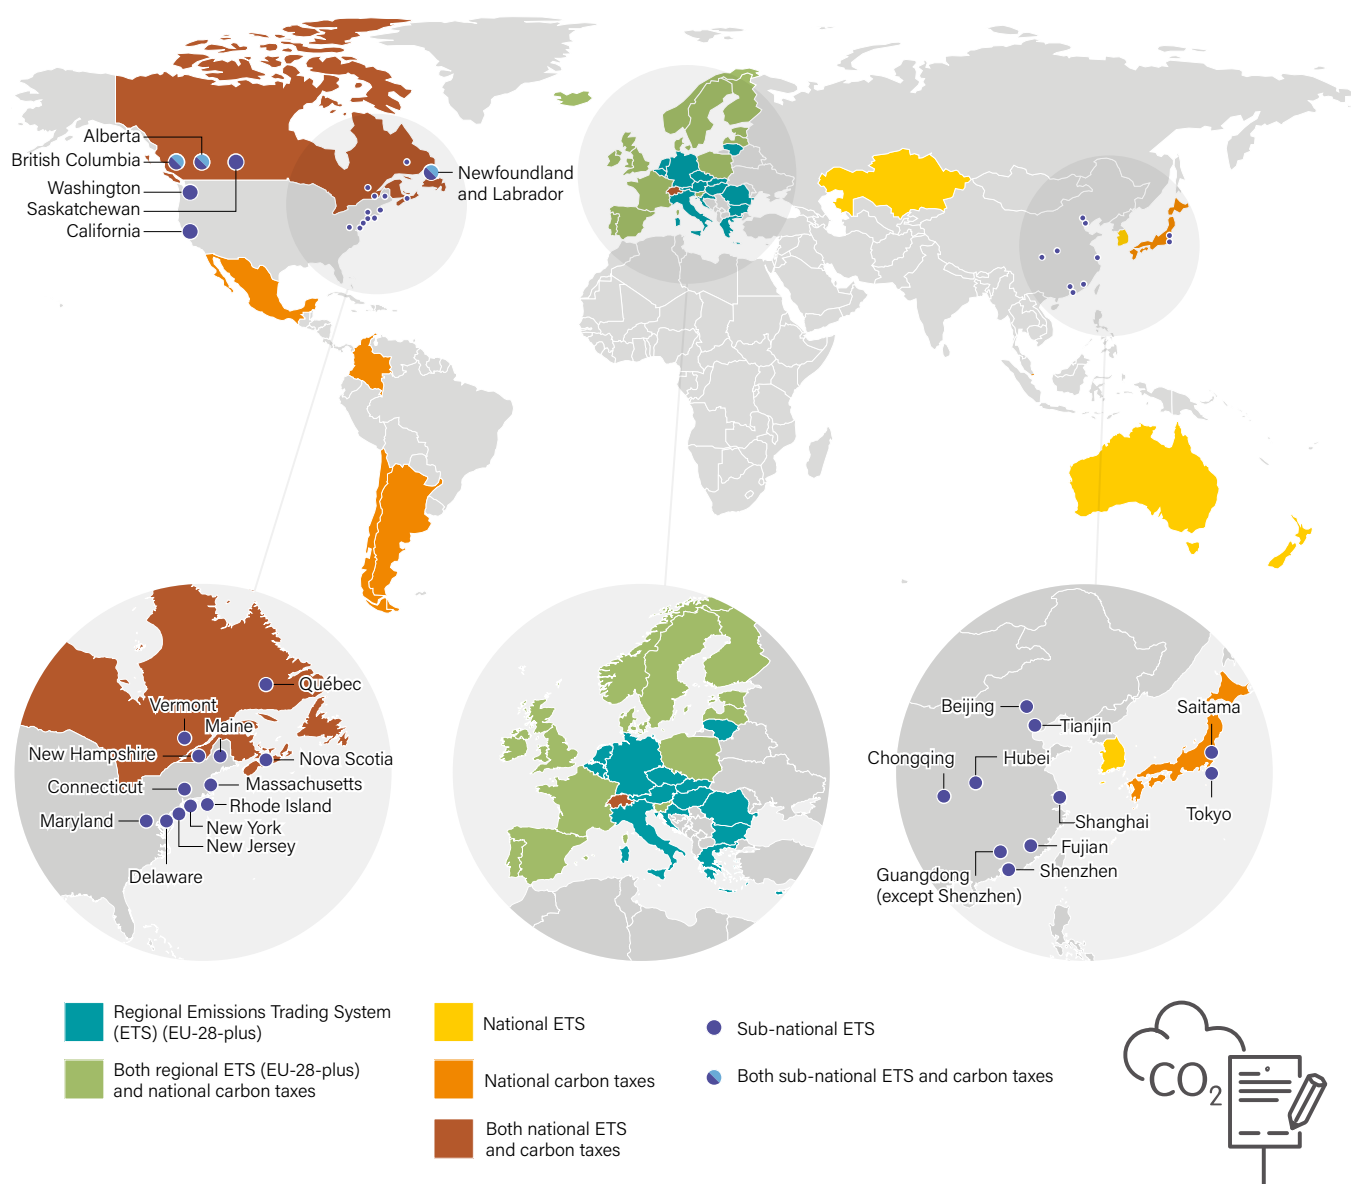 Alberta
British Columbia
Washington
Saskatchewan
California
Newfoundland
and Labrador
Québec
Vermont
Maine
New Hampshire
Nova Scotia
Connecticut
Massachusetts
Rhode Island
Maryland
New York
New Jersey
Delaware
Beijing
Tianjin
Saitama
Chongqing
Hubei
Tokyo
Shanghai
Fujian
Guangdong
(except Shenzhen)
Shenzhen
Regional Emissions Trading System
(ETS) (EU-28-plus)
Both regional ETS (EU-28-plus)
and national carbon taxes
National ETS
National carbon taxes
Both national ETS
and carbon taxes
Sub-national ETS
Both sub-national ETS and carbon taxes
CO2